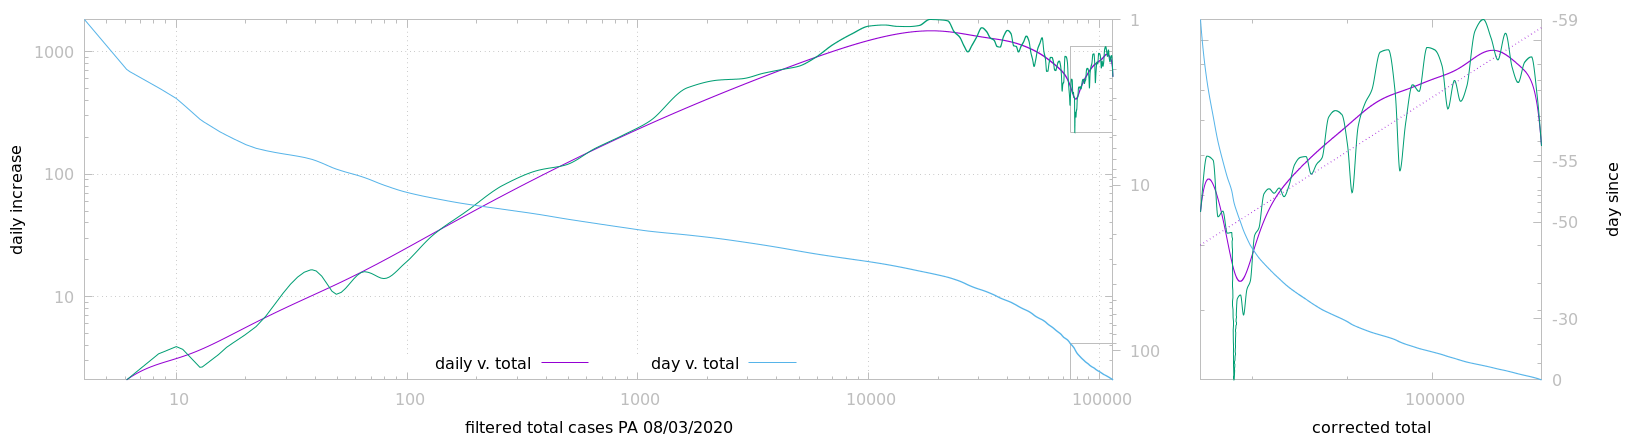 1000
100
10
daily increase
10
100
1000
10000
100000
filtered total cases PA 08/03/2020
daily v. total
day v. total
1
10
100
-59
-55
-50
-30
0
day since
100000
corrected total